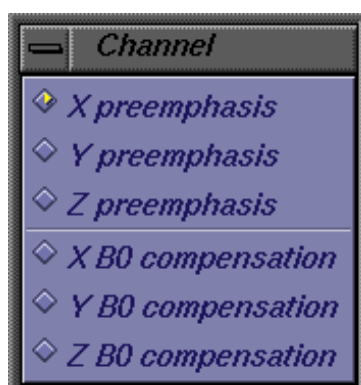 Channel
X preemphasis
Y preemphasis
Z preemphasis
X B0 compensation
Y B0 compensation
Z B0 compensation